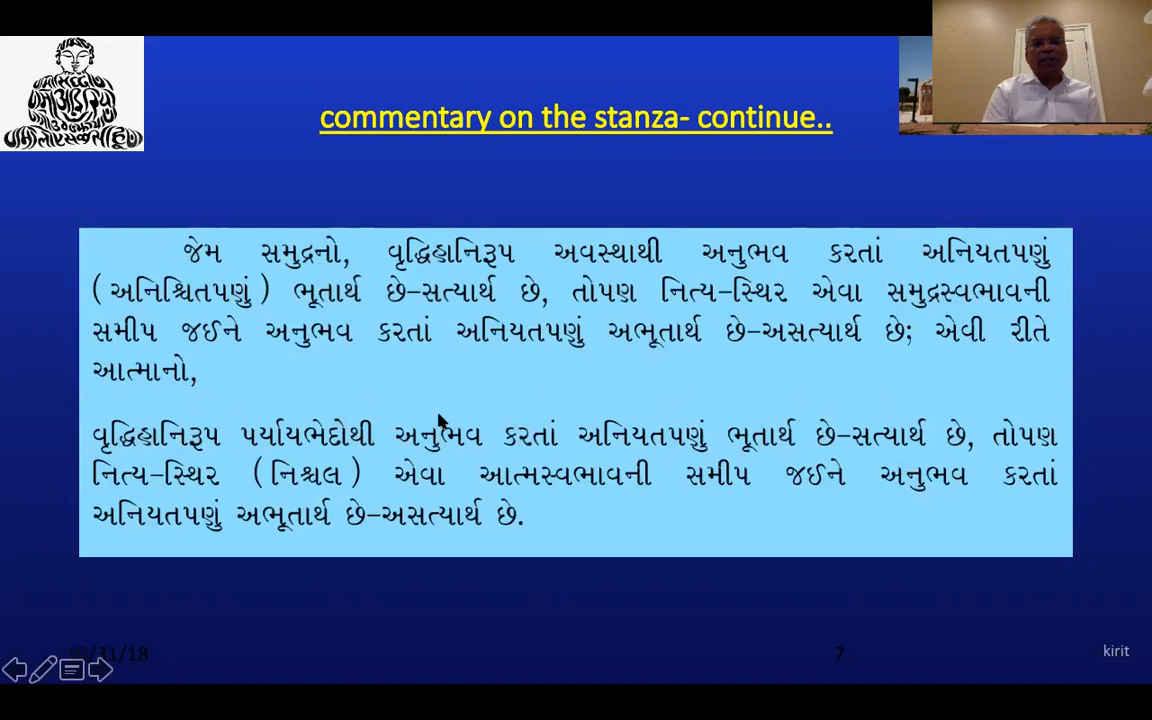 commentary on the stanza- continue..
જેમ સમુદ્રનો, વૃદ્ધિહાનિરૂપ અવસ્થાથી અનુભવ કરતાં અનિયતપણું
(અનિશ્ચિતપણું) ભૂતાર્થ છે–સત્યાર્થ છે, તોપણ નિત્ય–સ્થિર એવા સમુદ્રસ્વભાવની
સમીપ જઈને અનુભવ કરતાં અનિયતપણું અભૂતાર્થ છે–અસત્યાર્થ છે; એવી રીતે
આત્માનો,
વૃદ્ધિહાનિરૂપ પર્યાયભેદોથી અનુભવ કરતાં અનિયતપણું ભૂતાર્થ છે–સત્યાર્થ છે, તોપણ
નિત્ય–સ્થિર (નિશ્ચલ) એવા આત્મસ્વભાવની સમીપ જઈને અનુભવ કરતાં
અનિયતપણું અભૂતાર્થ છે–અસત્યાર્થ છે.
/31/18
7
kirit